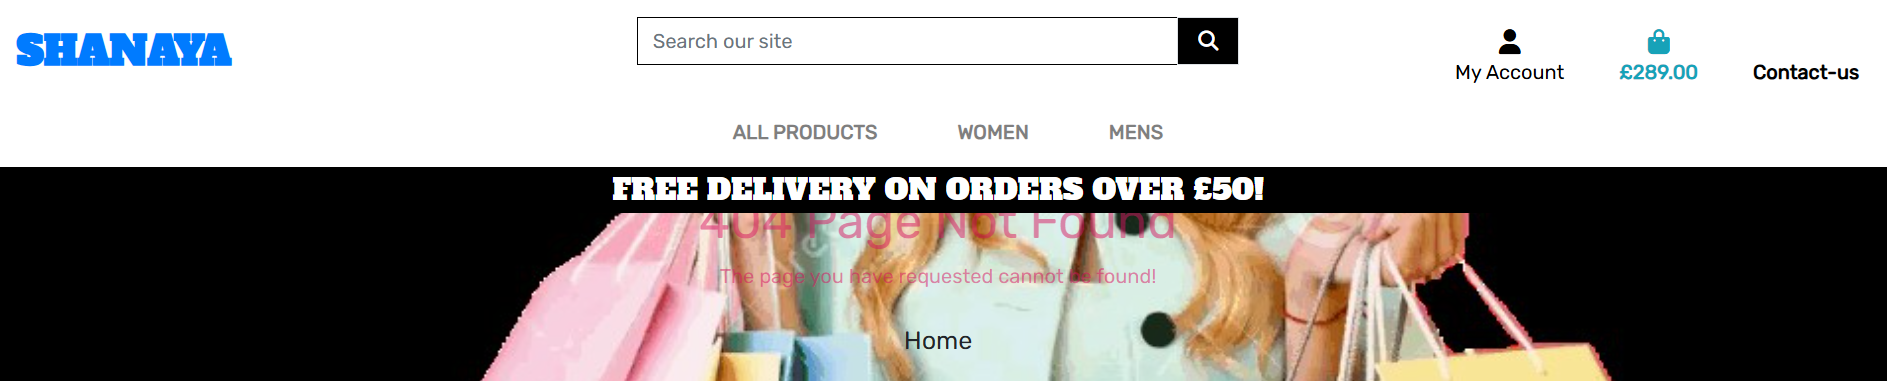 SHANAYA
Search our site
My Account
£289.00
Contact-us
ALL PRODUCTS
WOMEN
MENS
FREE DELIVERY ON ORDERS OVER £50!
404 Page Not Found
The page you have requested cannot be found!
Home